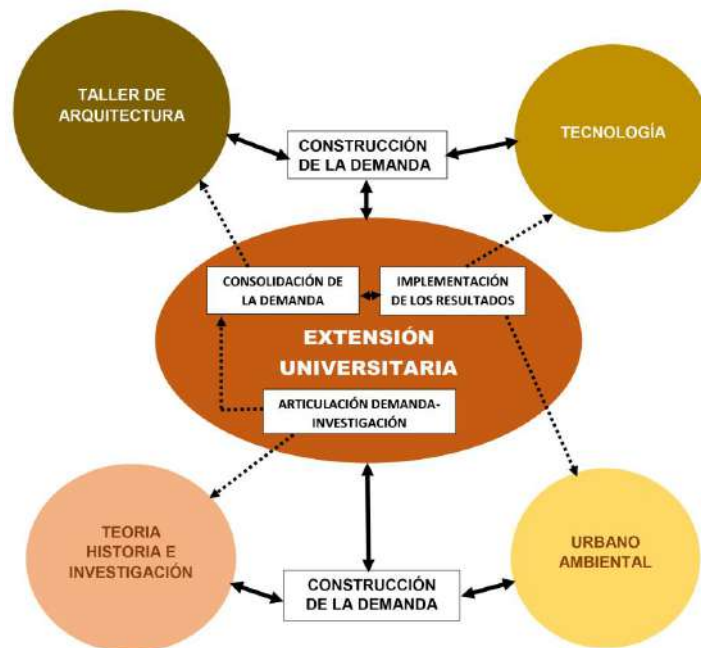 TALLER DE
ARQUITECTURA
TECNOLOGÍA
CONSTRUCCIÓN
DE LA DEMANDA
CONSOLIDACIÓN DE
LA DEMANDA
IMPLEMENTACIÓN
DE LOS RESULTADOS
EXTENSIÓN
UNIVERSITARIA
ARTICULACIÓN DEMANDA-
INVESTIGACIÓN
TEORIA
HISTORIA E
INVESTIGACIÓN
URBANO
AMBIENTAL
CONSTRUCCIÓN
DE LA DEMANDA